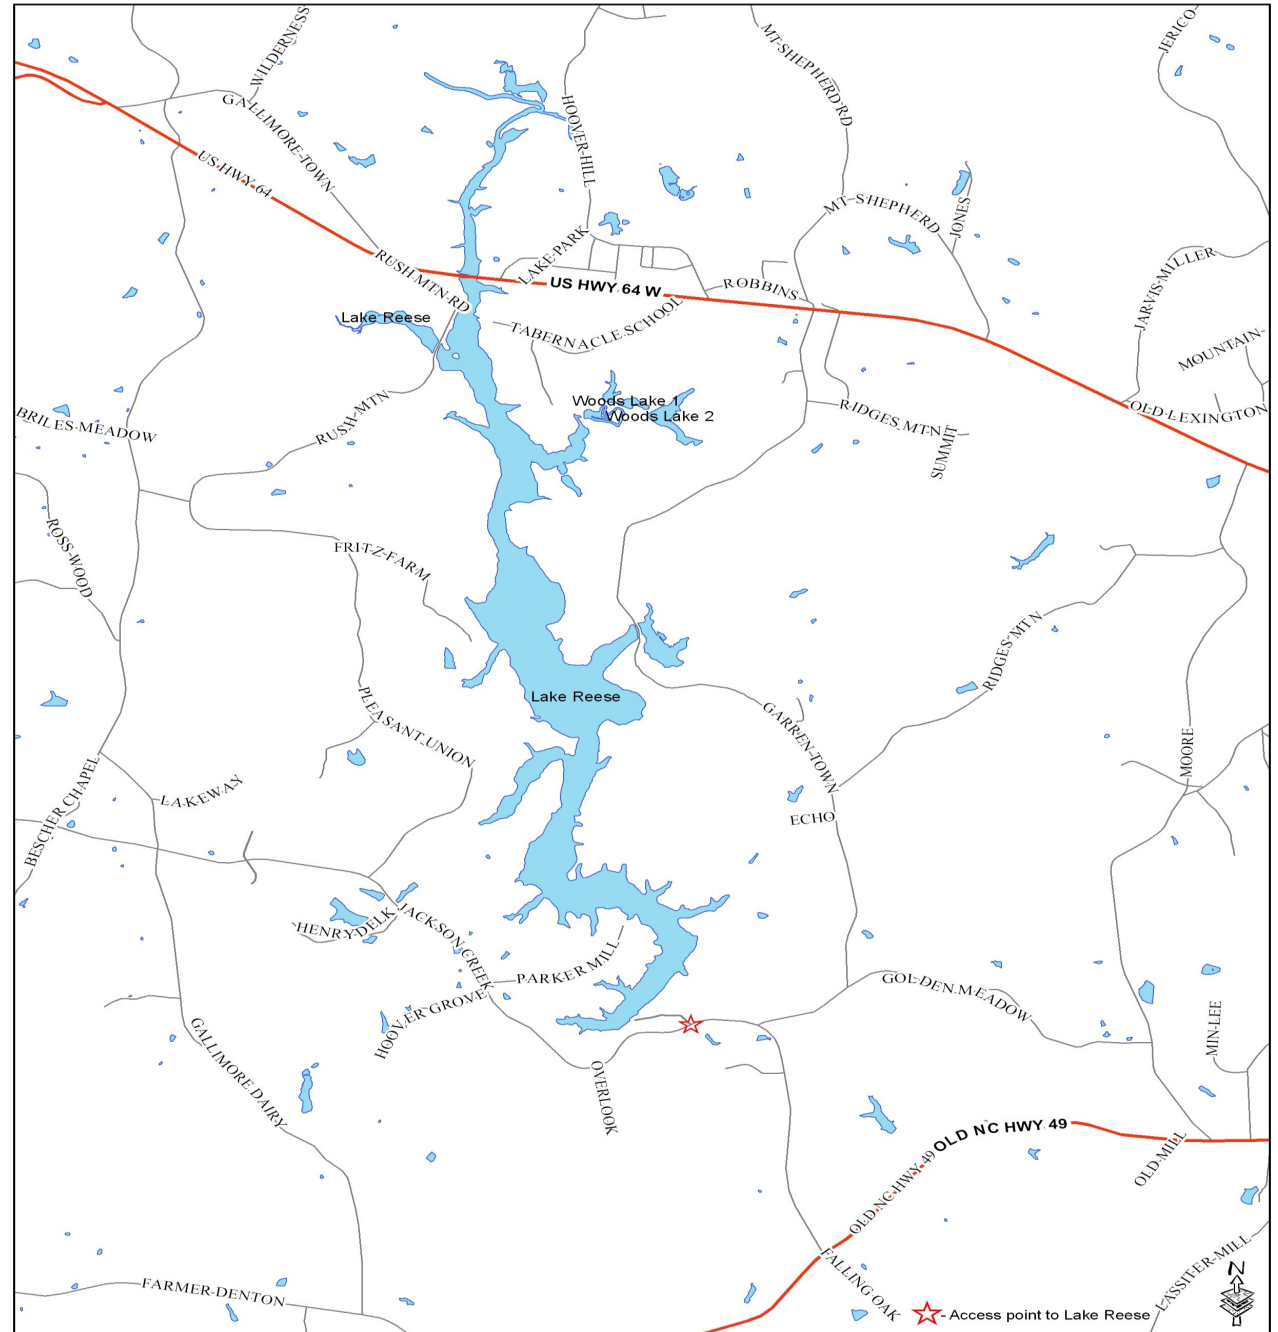 WILDERNESS
MT-SHEPHERD RD
JERICO
GALLIMORE-TOWN
HOOVER-HILL
US-HWY-64
MT-SHEPHERD
JONES
LAKE-PARK
RUSH-MTN-RD
US HWY 64 W
ROBBINS
JARVIS-MILLER
Lake Reese
TABERNACLE-SCHOOL
MOUNTAIN-
Woods Lake 1
Woods Lake 2
BRILES-MEADOW
RUSH-MTN
RIDGES-MTN
SUMMIT
OLD-LEXINGTON
ROSS-WOOD
FRITZ-FARM
RIDGES-MTN
Lake Reese
PLEASANT-UNION
GARREN-TOWN
MOORE
BESCHER CHAPEL
LAKEWAY
ECHO
HENRY-DELK
JACKSON-CREEK
PARKER MILL
HOOVER GROVE
GOLDEN-MEADOW
MIN-LEE
GALLIMORE-DAIRY
OVERLOOK
OLD NC HWY 49
OLD-NC-HWY-49
OLD-MILL
FALLING OAK
LASSITER-MILL
FARMER-DENTON
N
- Access point to Lake Reese